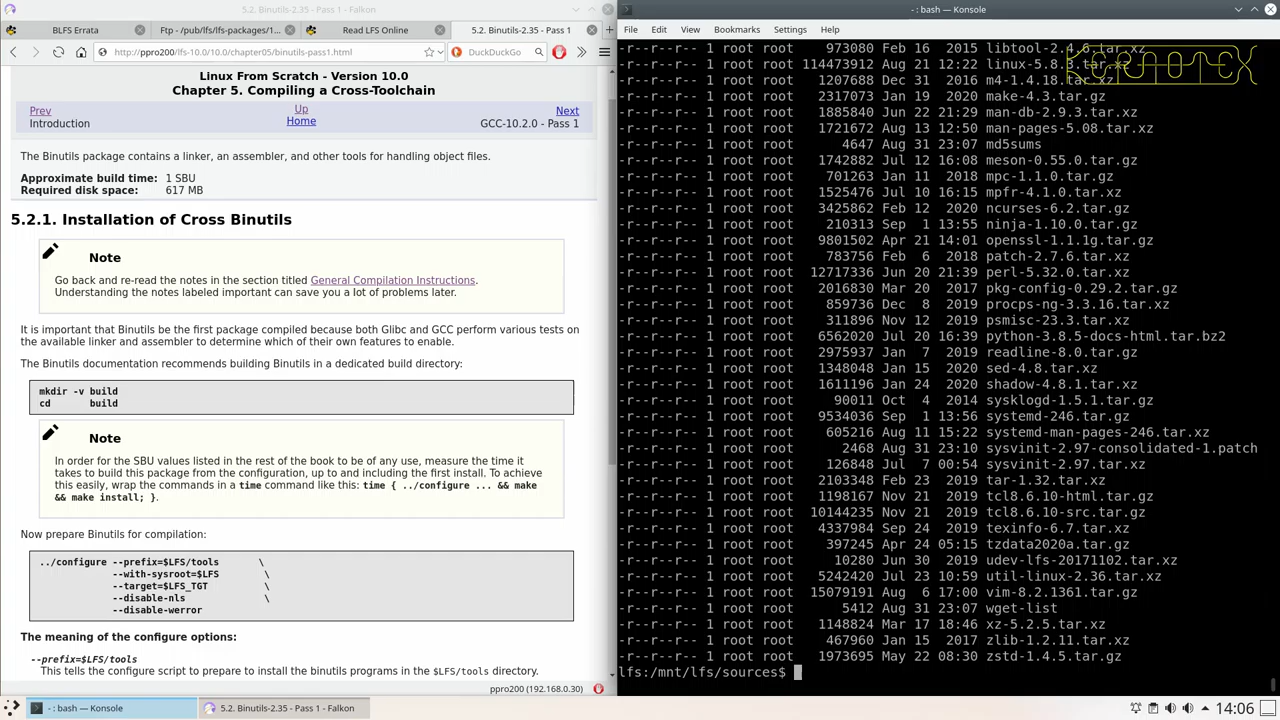 5.2. Binutils-2.35 - Pass 1 - Falkon
BLFS Errata
Ftp - /pub/lfs/lfs-packages/1...
Read LFS Online
5.2. Binutils-2.35 - Pass 1
http://ppro200/lfs-10.0/10.0/chapter05/binutils-pass1.html
DuckDuckGo
Linux From Scratch - Version 10.0
Chapter 5. Compiling a Cross-Toolchain
Prev
Up
Next
Introduction
Home
GCC-10.2.0 - Pass 1
The Binutils package contains a linker, an assembler, and other tools for handling object files.
Approximate build time: 1 SBU
Required disk space: 617 MB
5.2.1. Installation of Cross Binutils
Note
Go back and re-read the notes in the section titled General Compilation Instructions.
Understanding the notes labeled important can save you a lot of problems later.
It is important that Binutils be the first package compiled because both Glibc and GCC perform various tests on
the available linker and assembler to determine which of their own features to enable.
The Binutils documentation recommends building Binutils in a dedicated build directory:
mkdir -v build
cd build
Note
In order for the SBU values listed in the rest of the book to be of any use, measure the time it
takes to build this package from the configuration, up to and including the first install. To achieve
this easily, wrap the commands in a time command like this: time { ../configure ... && make
&& make install; }.
Now prepare Binutils for compilation:
../configure --prefix=$LFS/tools \
--with-sysroot=$LFS \
--target=$LFS_TGT \
--disable-nls \
--disable-werror
The meaning of the configure options:
--prefix=$LFS/tools
This tells the configure script to prepare to install the binutils programs in the $LFS/tools directory.
ppro200 (192.168.0.30)
- : bash — Konsole
File Edit View Bookmarks Settings Help
-r--r--r-- 1 root root 973080 Feb 16 2015 libtool-2.4.6.tar.xz
-r--r--r-- 1 root root 114473912 Aug 21 12:22 linux-5.8.3.tar.xz
-r--r--r-- 1 root root 1207688 Dec 31 2016 m4-1.4.18.tar.xz
-r--r--r-- 1 root root 2317073 Jan 19 2020 make-4.3.tar.gz
-r--r--r-- 1 root root 1885840 Jun 22 21:29 man-db-2.9.3.tar.xz
-r--r--r-- 1 root root 1721672 Aug 13 12:50 man-pages-5.08.tar.xz
-r--r--r-- 1 root root 4647 Aug 31 23:07 md5sums
-r--r--r-- 1 root root 1742882 Jul 12 16:08 meson-0.55.0.tar.gz
-r--r--r-- 1 root root 701263 Jan 11 2018 mpc-1.1.0.tar.gz
-r--r--r-- 1 root root 1525476 Jul 10 16:15 mpfr-4.1.0.tar.xz
-r--r--r-- 1 root root 3425862 Feb 12 2020 ncurses-6.2.tar.gz
-r--r--r-- 1 root root 210313 Sep 1 13:55 ninja-1.10.0.tar.gz
-r--r--r-- 1 root root 9801502 Apr 21 14:01 openssl-1.1.1g.tar.gz
-r--r--r-- 1 root root 783756 Feb 6 2018 patch-2.7.6.tar.xz
-r--r--r-- 1 root root 12717336 Jun 20 21:39 perl-5.32.0.tar.xz
-r--r--r-- 1 root root 2016830 Mar 20 2017 pkg-config-0.29.2.tar.gz
-r--r--r-- 1 root root 859736 Dec 8 2019 procps-ng-3.3.16.tar.xz
-r--r--r-- 1 root root 311896 Nov 12 2019 psmisc-23.3.tar.xz
-r--r--r-- 1 root root 6562020 Jul 20 16:39 python-3.8.5-docs-html.tar.bz2
-r--r--r-- 1 root root 2975937 Jan 7 2019 readline-8.0.tar.gz
-r--r--r-- 1 root root 1348048 Jan 15 2020 sed-4.8.tar.xz
-r--r--r-- 1 root root 1611196 Jan 24 2020 shadow-4.8.1.tar.xz
-r--r--r-- 1 root root 90011 Oct 4 2014 sysklogd-1.5.1.tar.gz
-r--r--r-- 1 root root 9534036 Sep 1 13:56 systemd-246.tar.gz
-r--r--r-- 1 root root 605216 Aug 11 15:22 systemd-man-pages-246.tar.xz
-r--r--r-- 1 root root 2468 Aug 31 23:10 sysvinit-2.97-consolidated-1.patch
-r--r--r-- 1 root root 126848 Jul 7 00:54 sysvinit-2.97.tar.xz
-r--r--r-- 1 root root 2103348 Feb 23 2019 tar-1.32.tar.xz
-r--r--r-- 1 root root 1198167 Nov 21 2019 tcl8.6.10-html.tar.gz
-r--r--r-- 1 root root 10144235 Nov 21 2019 tcl8.6.10-src.tar.gz
-r--r--r-- 1 root root 4337984 Sep 24 2019 texinfo-6.7.tar.xz
-r--r--r-- 1 root root 397245 Apr 24 05:15 tzdata2020a.tar.gz
-r--r--r-- 1 root root 10280 Jun 30 2019 udev-lfs-20171102.tar.xz
-r--r--r-- 1 root root 5242420 Jul 23 10:59 util-linux-2.36.tar.xz
-r--r--r-- 1 root root 15079191 Aug 6 17:00 vim-8.2.1361.tar.gz
-r--r--r-- 1 root root 5412 Aug 31 23:07 wget-list
-r--r--r-- 1 root root 1148824 Mar 17 18:46 xz-5.2.5.tar.xz
-r--r--r-- 1 root root 467960 Jan 15 2017 zlib-1.2.11.tar.xz
-r--r--r-- 1 root root 1973695 May 22 08:30 zstd-1.4.5.tar.gz
lfs:/mnt/lfs/sources$
- : bash — Konsole
5.2. Binutils-2.35 - Pass 1 - Falkon
14:06